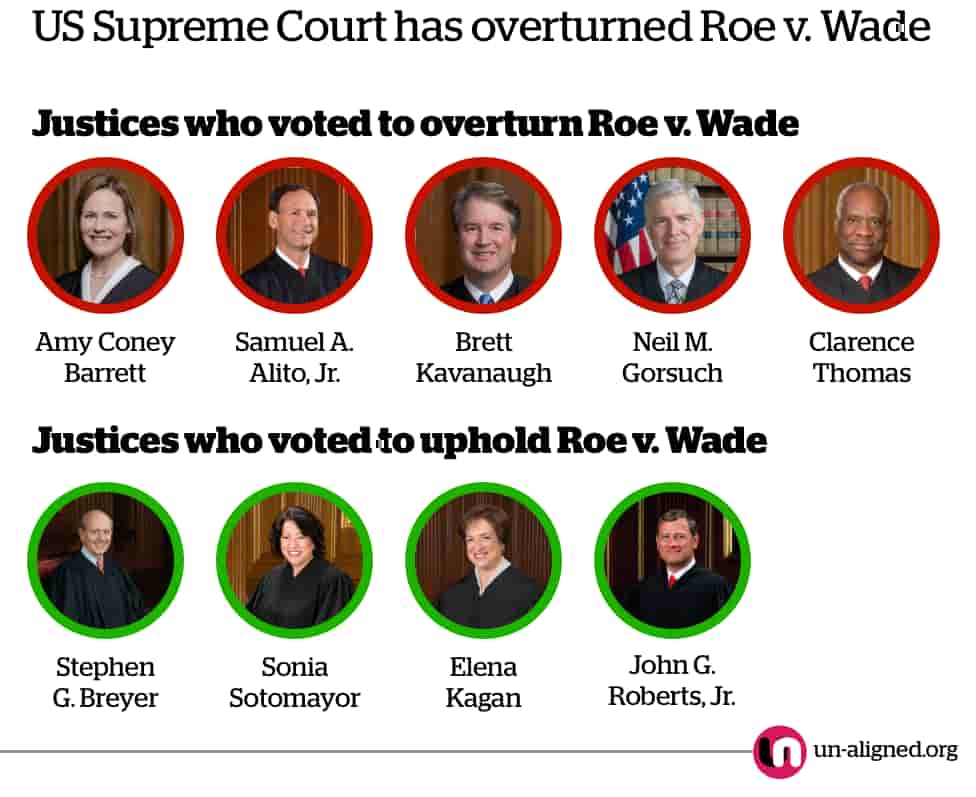 US Supreme Court has overturned Roe v. Wade
Justices who voted to overturn Roe v. Wade
Amy Coney
Barrett
Samuel A.
Alito, Jr.
Brett
Kavanaugh
Neil M.
Gorsuch
Clarence
Thomas
Justices who voted to uphold Roe v. Wade
Stephen
G. Breyer
Sonia
Sotomayor
Elena
Kagan
John G.
Roberts, Jr.
un-aligned.org